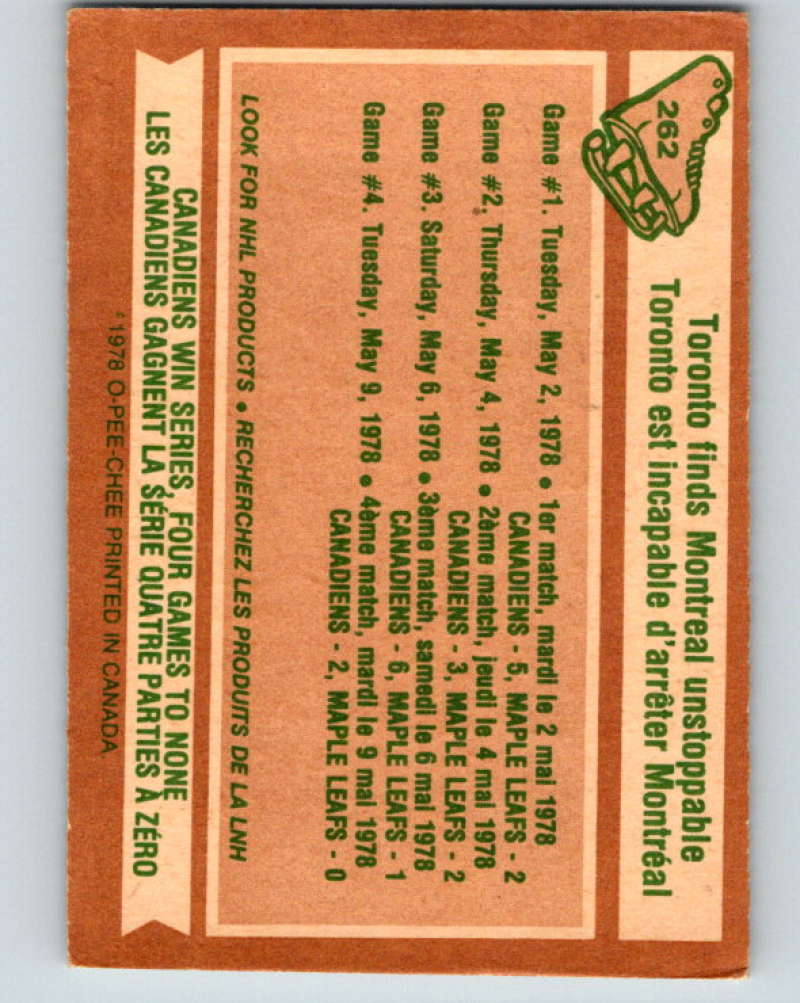 262
Toronto finds Montreal unstoppable
Toronto est incapable d'arrêter Montréal
Game #1. Tuesday, May 2, 1978 • 1er match, mardi le 2 mai 1978
CANADIENS - 5, MAPLE LEAFS - 2
Game #2, Thursday, May 4, 1978 • 2ème match, jeudi le 4 mai 1978
CANADIENS - 3, MAPLE LEAFS - 2
Game #3. Saturday, May 6, 1978 • 3ème match, samedi le 6 mai 1978
CANADIENS - 6, MAPLE LEAFS - 1
Game #4. Tuesday, May 9, 1978 • 4ème match, mardi le 9 mai 1978
CANADIENS - 2, MAPLE LEAFS - 0
LOOK FOR NHL PRODUCTS • RECHERCHEZ LES PRODUITS DE LA LNH
CANADIENS WIN SERIES, FOUR GAMES TO NONE
LES CANADIENS GAGNENT LA SÉRIE QUATRE PARTIES À ZÉRO
©1978 O-PEE-CHEE PRINTED IN CANADA.